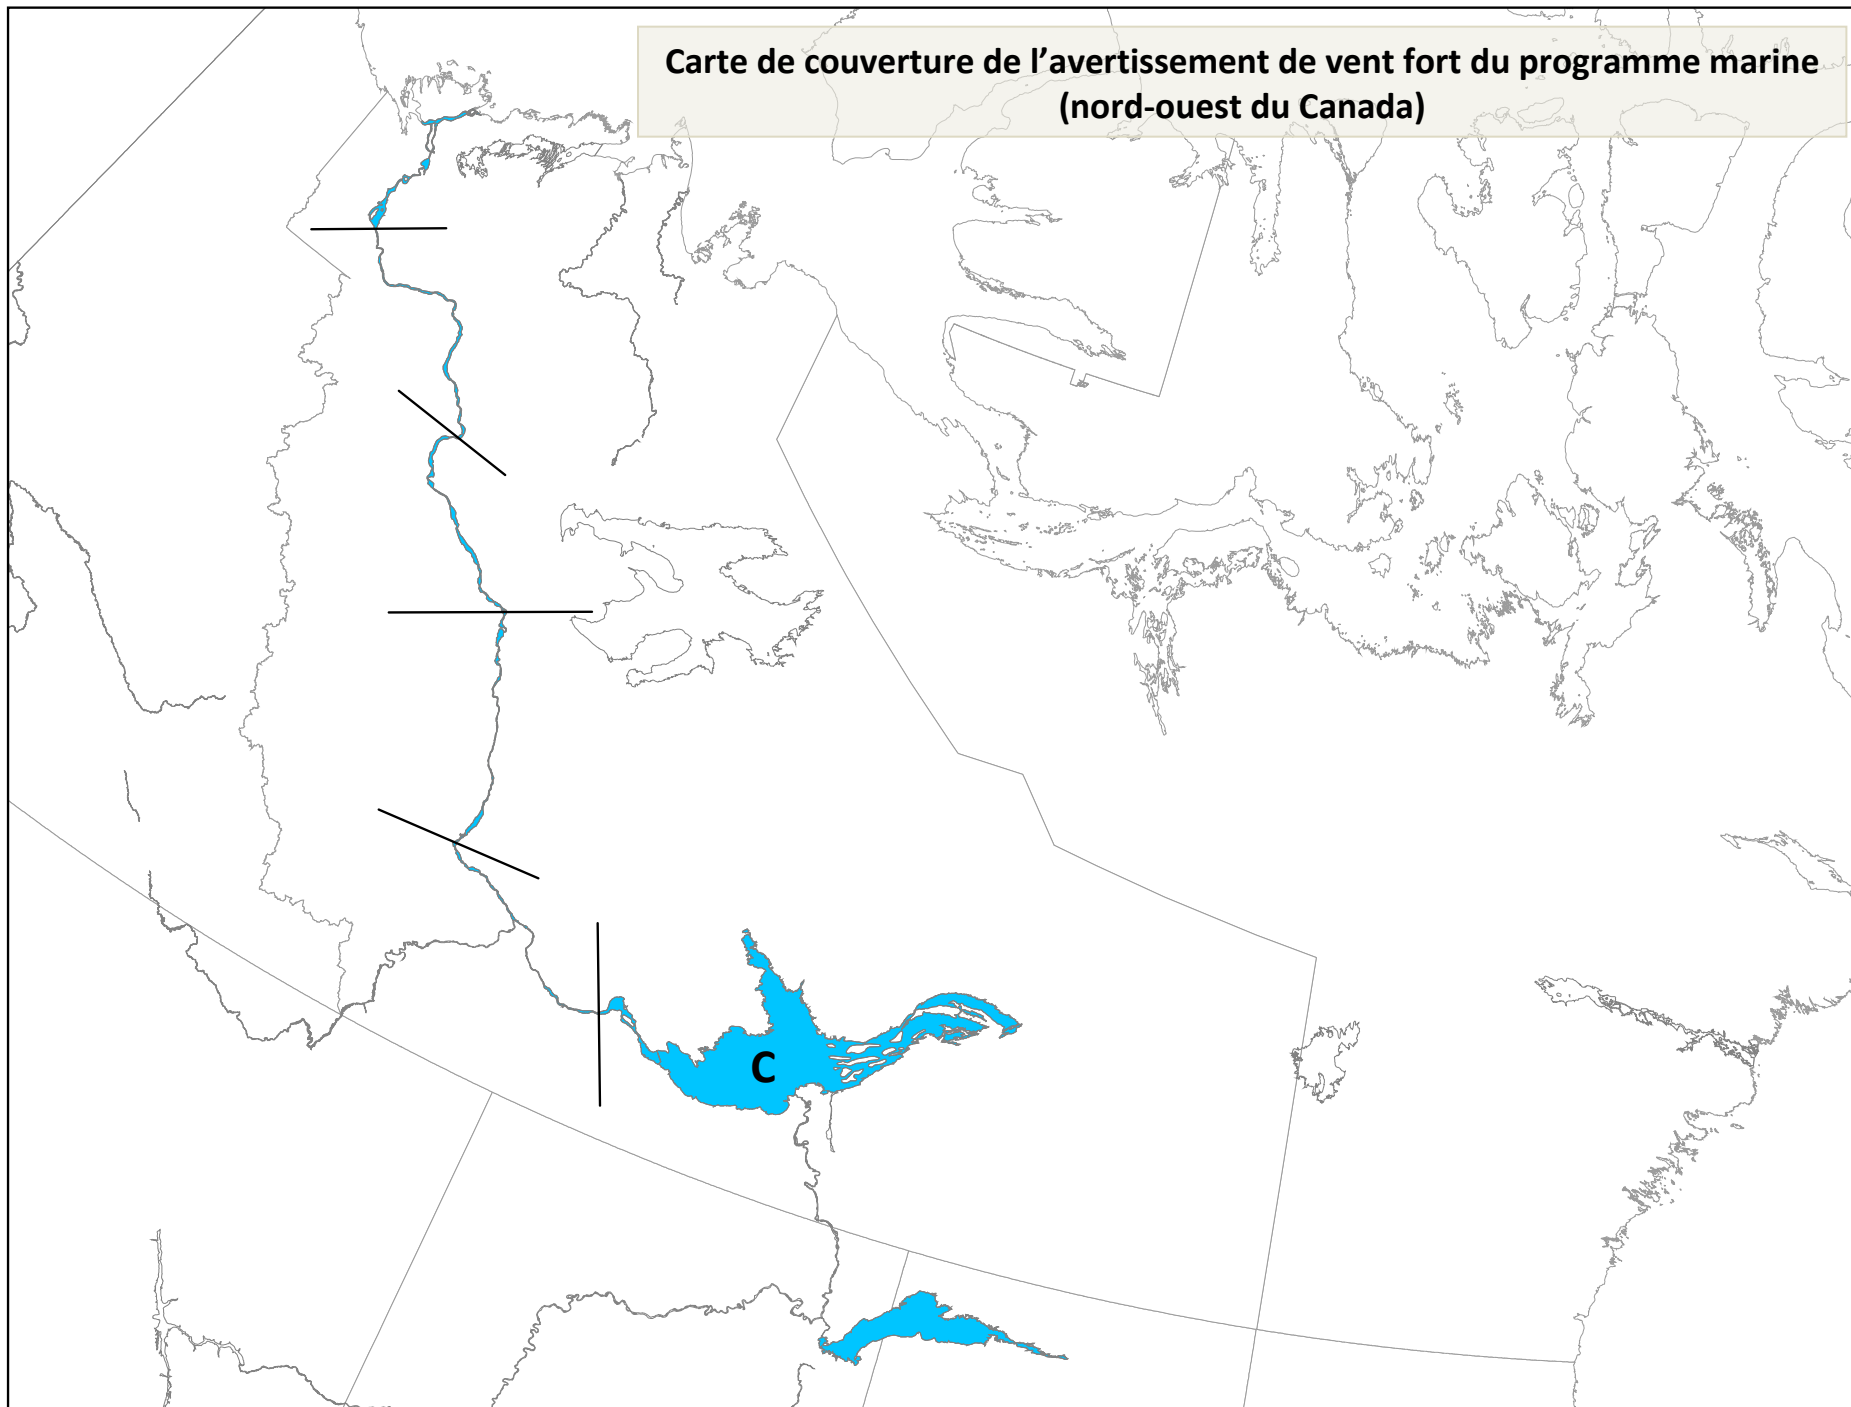 Carte de couverture de l’avertissement de vent fort du programme marine
(nord-ouest du Canada)
C